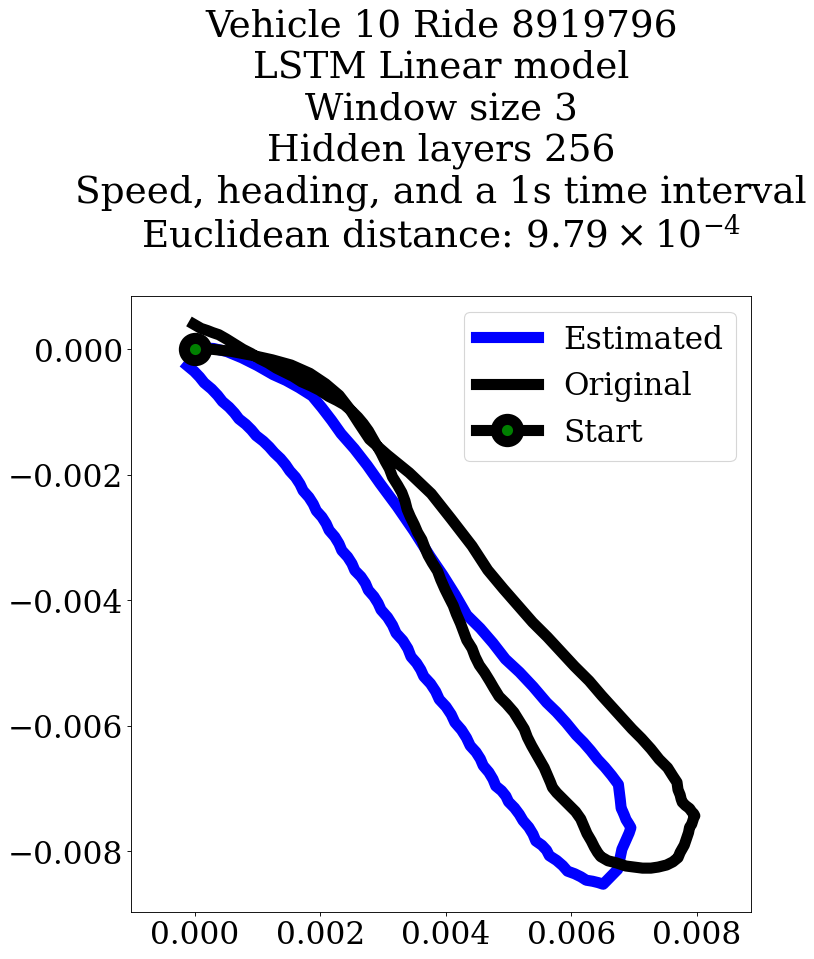 Vehicle 10 Ride 8919796
LSTM Linear model
Window size 3
Hidden layers 256
Speed, heading, and a 1s time interval
Euclidean distance: 9.79 × 10⁻⁴
Estimated
Original
Start
0.000
−0.002
−0.004
−0.006
−0.008
0.000 0.002 0.004 0.006 0.008